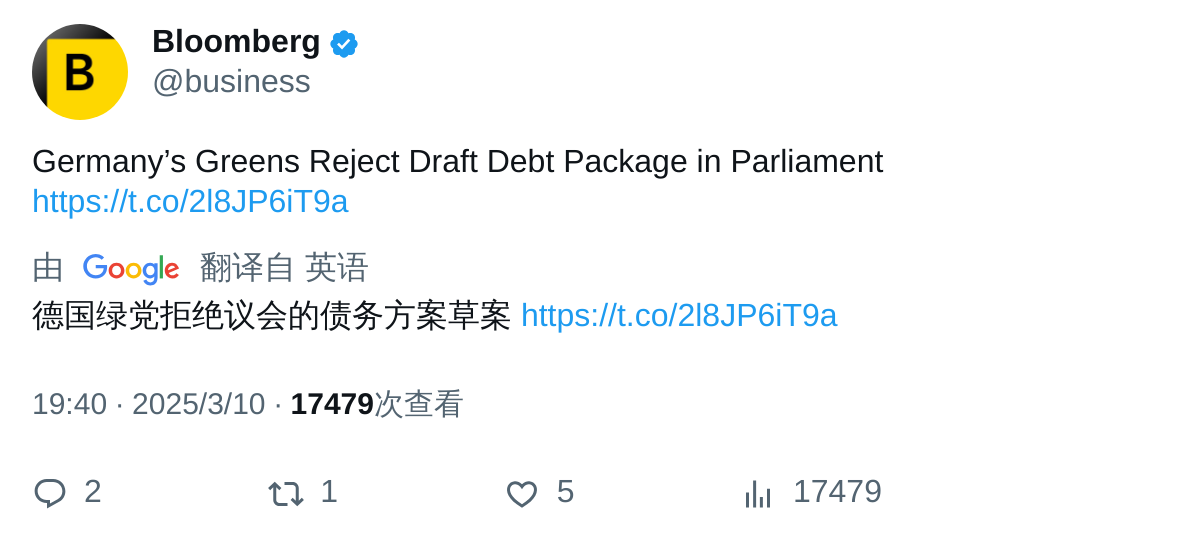 B
Bloomberg
@business
Germany’s Greens Reject Draft Debt Package in Parliament
https://t.co/2l8JP6iT9a
由 Google 翻译自 英语
德国绿党拒绝议会的债务方案草案 https://t.co/2l8JP6iT9a
19:40 · 2025/3/10 · 17479次查看
2 1 5 17479